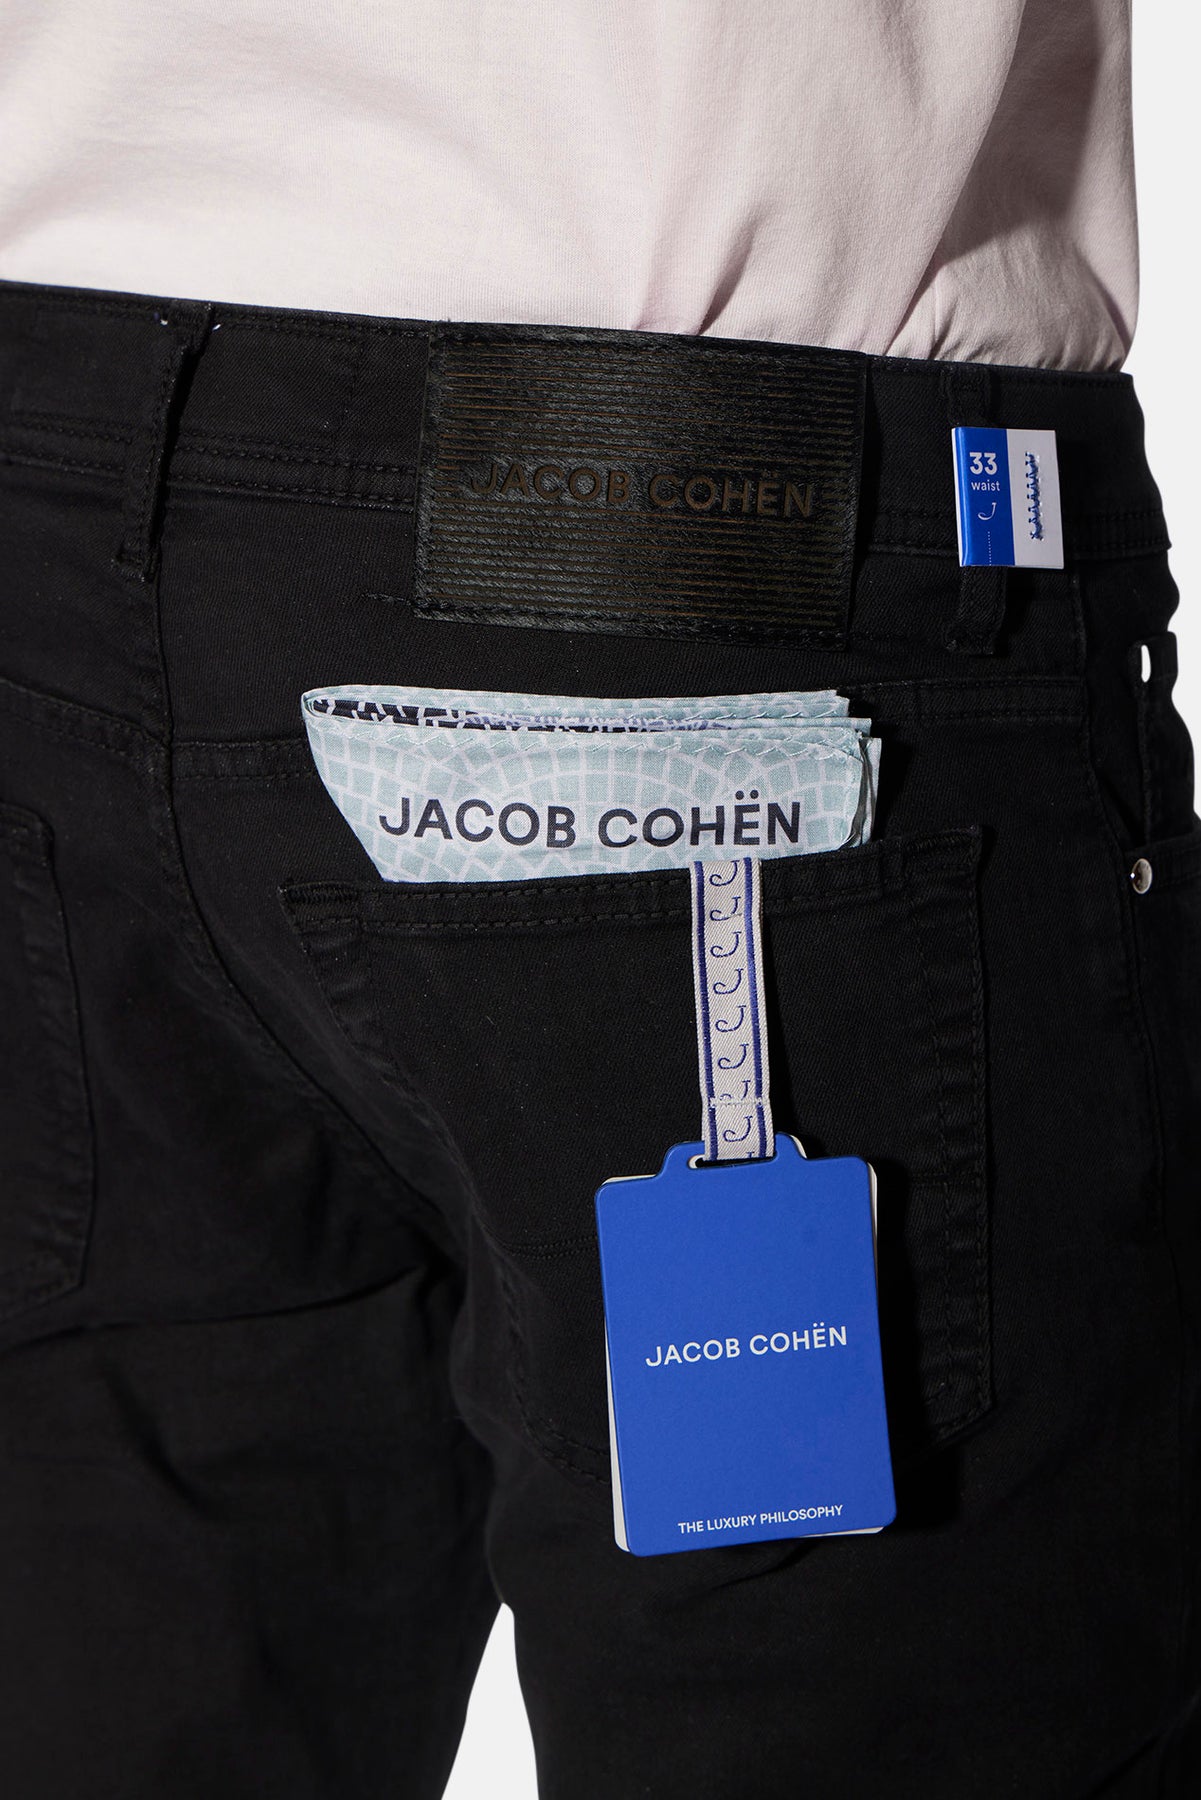 JACOB COHËN
33
waist
J
JACOB COHËN
JACOB COHËN
THE LUXURY PHILOSOPHY